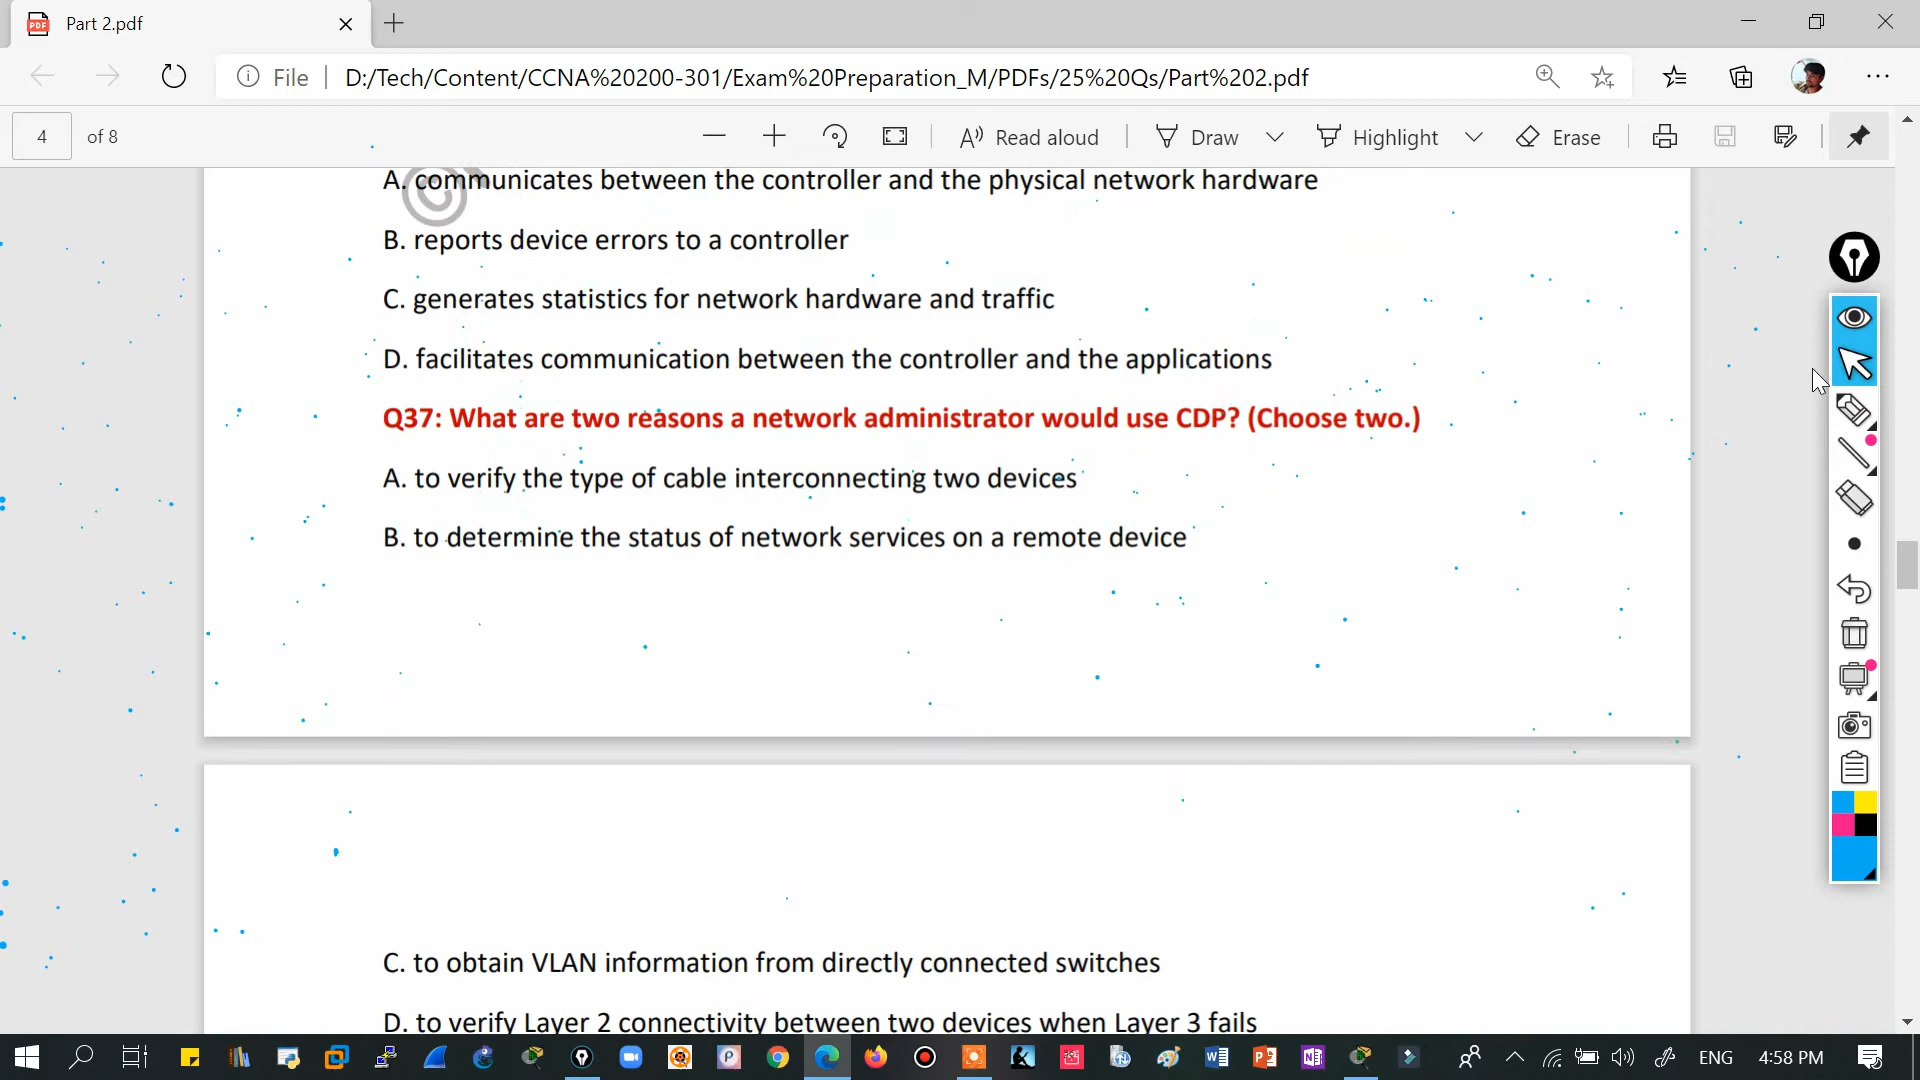 Part 2.pdf
File
D:/Tech/Content/CCNA%20200-301/Exam%20Preparation_M/PDFs/25%20Qs/Part%202.pdf
4 of 8
Read aloud
Draw
Highlight
Erase
A. communicates between the controller and the physical network hardware
B. reports device errors to a controller
C. generates statistics for network hardware and traffic
D. facilitates communication between the controller and the applications
Q37: What are two reasons a network administrator would use CDP? (Choose two.)
A. to verify the type of cable interconnecting two devices
B. to determine the status of network services on a remote device
C. to obtain VLAN information from directly connected switches
D. to verify Layer 2 connectivity between two devices when Layer 3 fails
ENG
4:58 PM